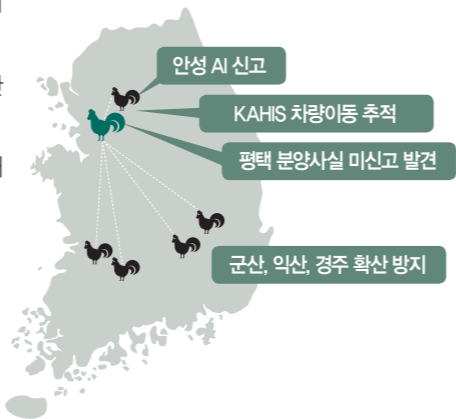 안성 AI 신고
KAHIS 차량이동 추적
평택 분양사실 미신고 발견
군산, 익산, 경주 확산 방지